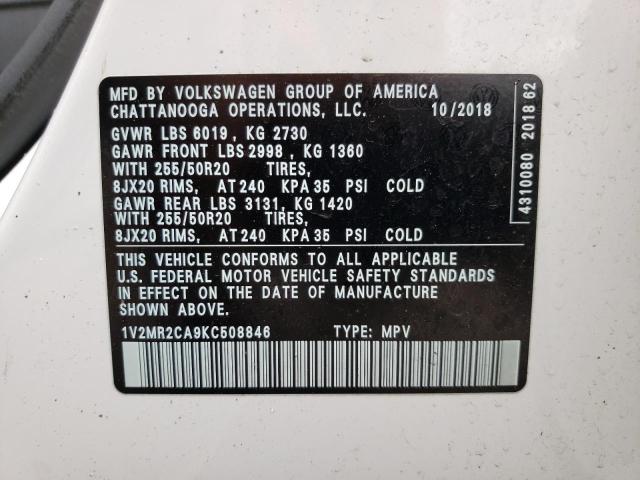 MFD BY VOLKSWAGEN GROUP OF AMERICA
CHATTANOOGA OPERATIONS, LLC. 10/2018
GVWR LBS 6019, KG 2730
GAWR FRONT LBS 2998, KG 1360
WITH 255/50R20 TIRES,
8JX20 RIMS, AT 240 KPA 35 PSI COLD
GAWR REAR LBS 3131, KG 1420
WITH 255/50R20 TIRES,
8JX20 RIMS, AT 240 KPA 35 PSI COLD
THIS VEHICLE CONFORMS TO ALL APPLICABLE
U.S. FEDERAL MOTOR VEHICLE SAFETY STANDARDS
IN EFFECT ON THE DATE OF MANUFACTURE
SHOWN ABOVE.
1V2MR2CA9KC508846 TYPE: MPV
4310080 2018 62